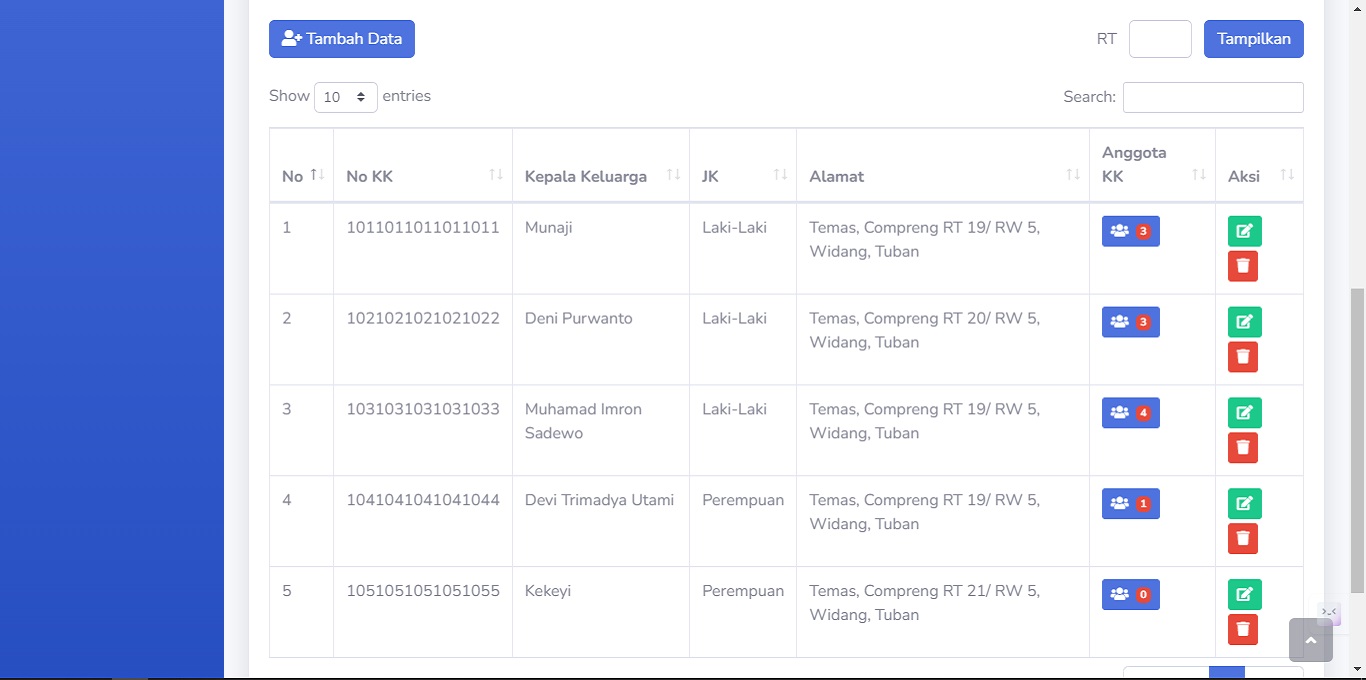 Tambah Data
RT
Tampilkan
Show 10 entries
Search:
No
No KK
Kepala Keluarga
JK
Alamat
Anggota
KK
Aksi
1
1011011011011011
Munaji
Laki-Laki
Temas, Compreng RT 19/ RW 5,
Widang, Tuban
3
2
1021021021021022
Deni Purwanto
Laki-Laki
Temas, Compreng RT 20/ RW 5,
Widang, Tuban
3
3
1031031031031033
Muhamad Imron
Sadewo
Laki-Laki
Temas, Compreng RT 19/ RW 5,
Widang, Tuban
4
4
1041041041041044
Devi Trimadya Utami
Perempuan
Temas, Compreng RT 19/ RW 5,
Widang, Tuban
1
5
1051051051051055
Kekeyi
Perempuan
Temas, Compreng RT 21/ RW 5,
Widang, Tuban
0